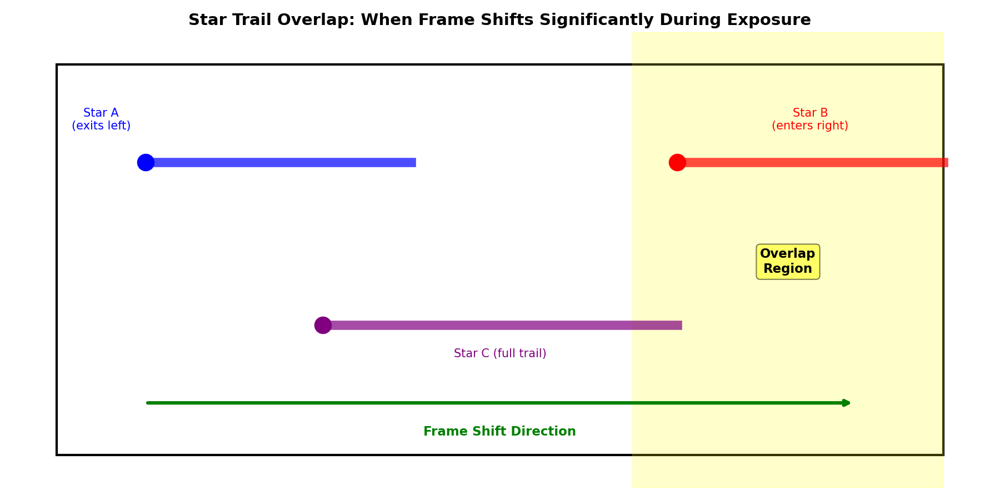 Star Trail Overlap: When Frame Shifts Significantly During Exposure
Star A
(exits left)
Star B
(enters right)
Overlap
Region
Star C (full trail)
Frame Shift Direction